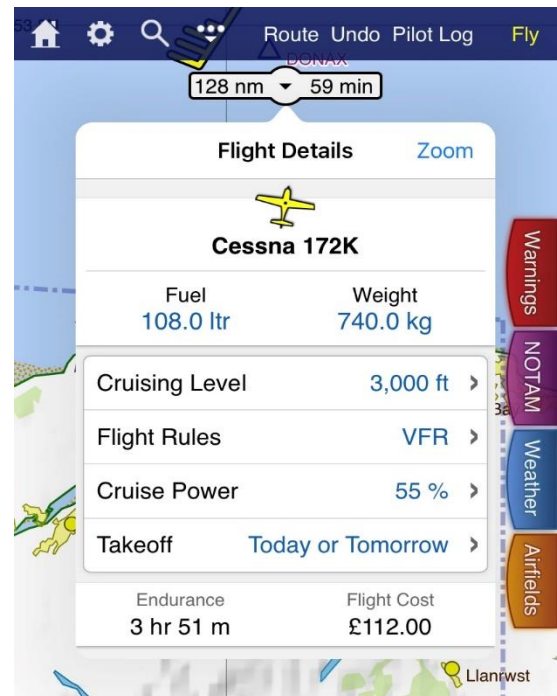 Route Undo Pilot Log Fly
DONAX
128 nm 59 min
Flight Details Zoom
Cessna 172K
Fuel Weight
108.0 ltr 740.0 kg
Cruising Level 3,000 ft
Flight Rules VFR
Cruise Power 55 %
Takeoff Today or Tomorrow
Endurance Flight Cost
3 hr 51 m £112.00
Warnings
NOTAM
Weather
Airfields
Llanrwst